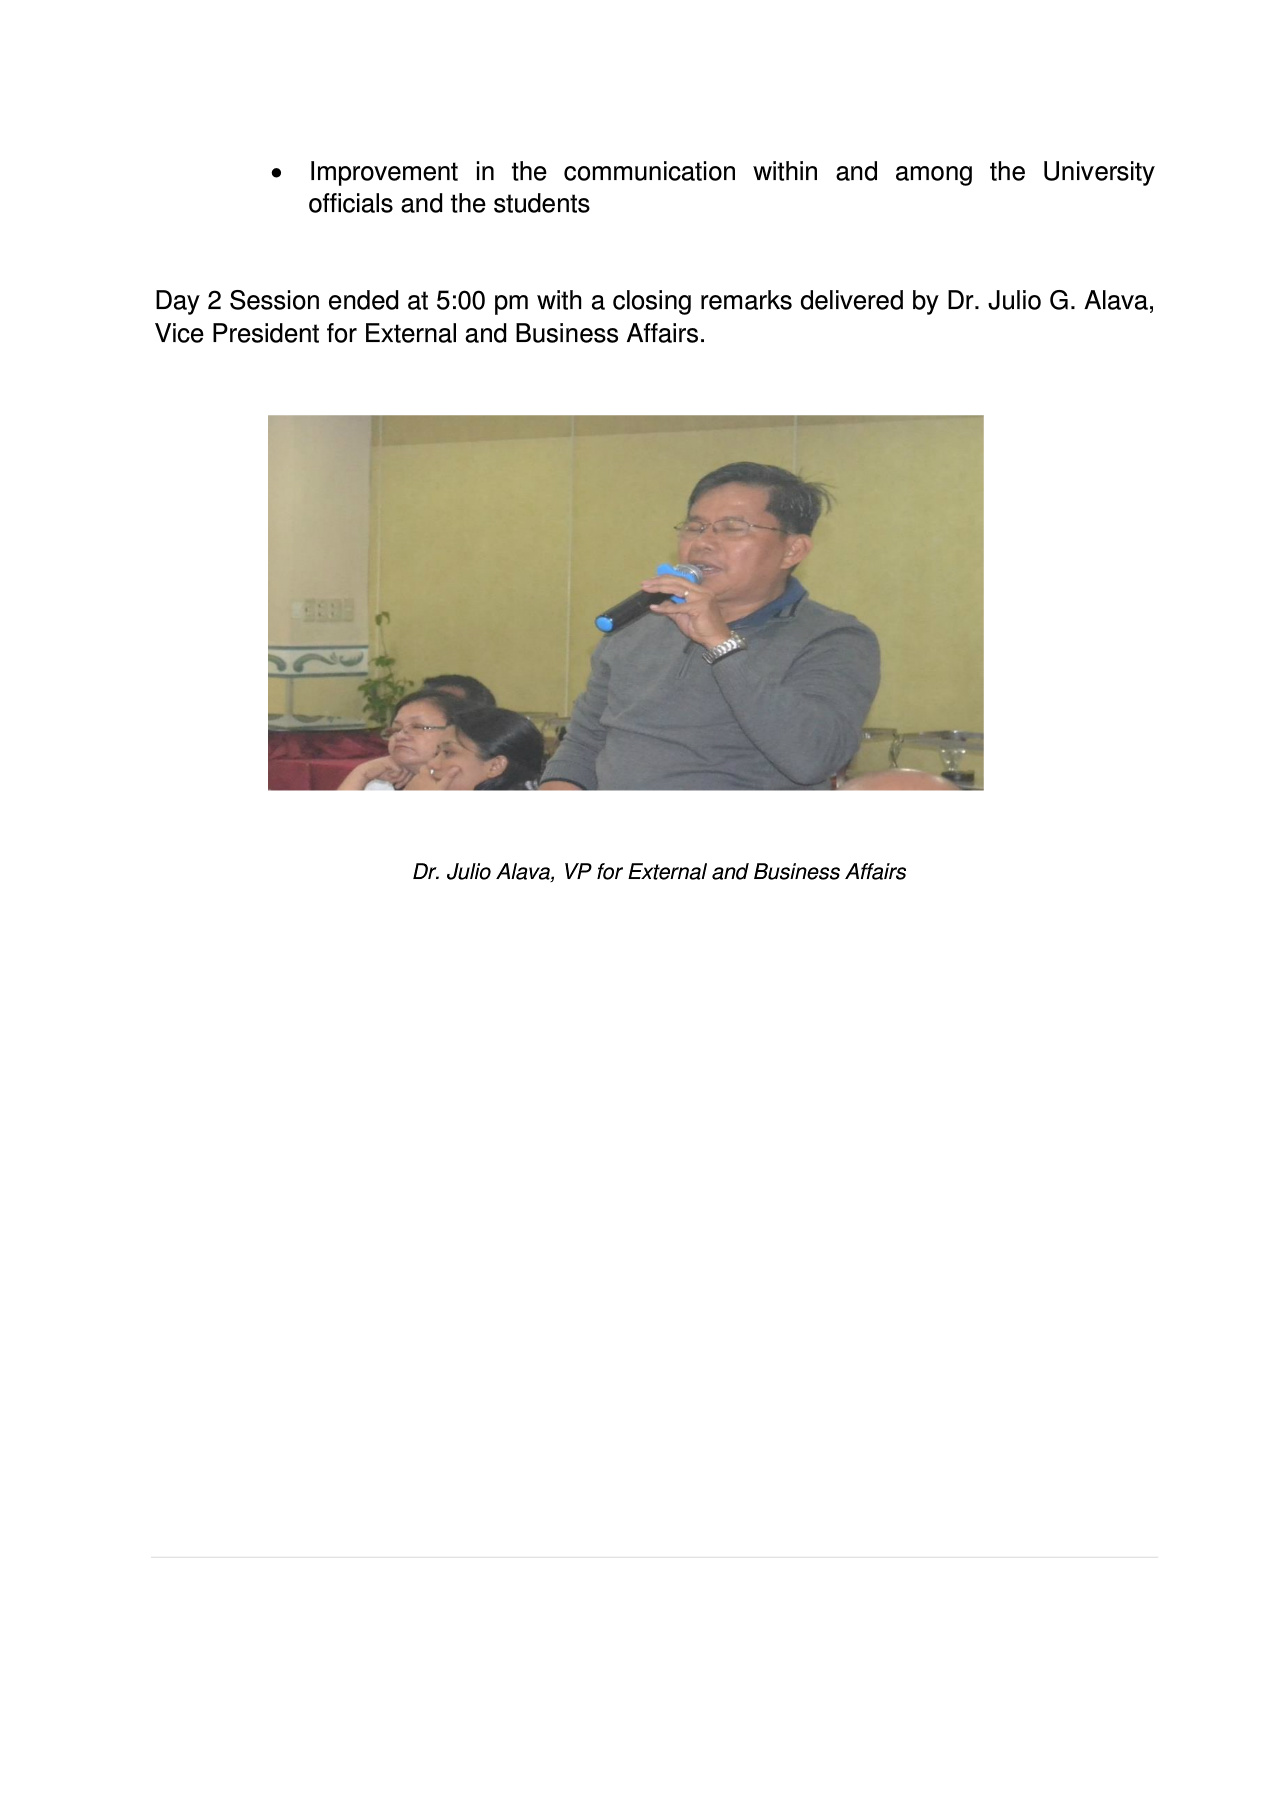 • Improvement in the communication within and among the University
officials and the students
Day 2 Session ended at 5:00 pm with a closing remarks delivered by Dr. Julio G. Alava,
Vice President for External and Business Affairs.
Dr. Julio Alava, VP for External and Business Affairs